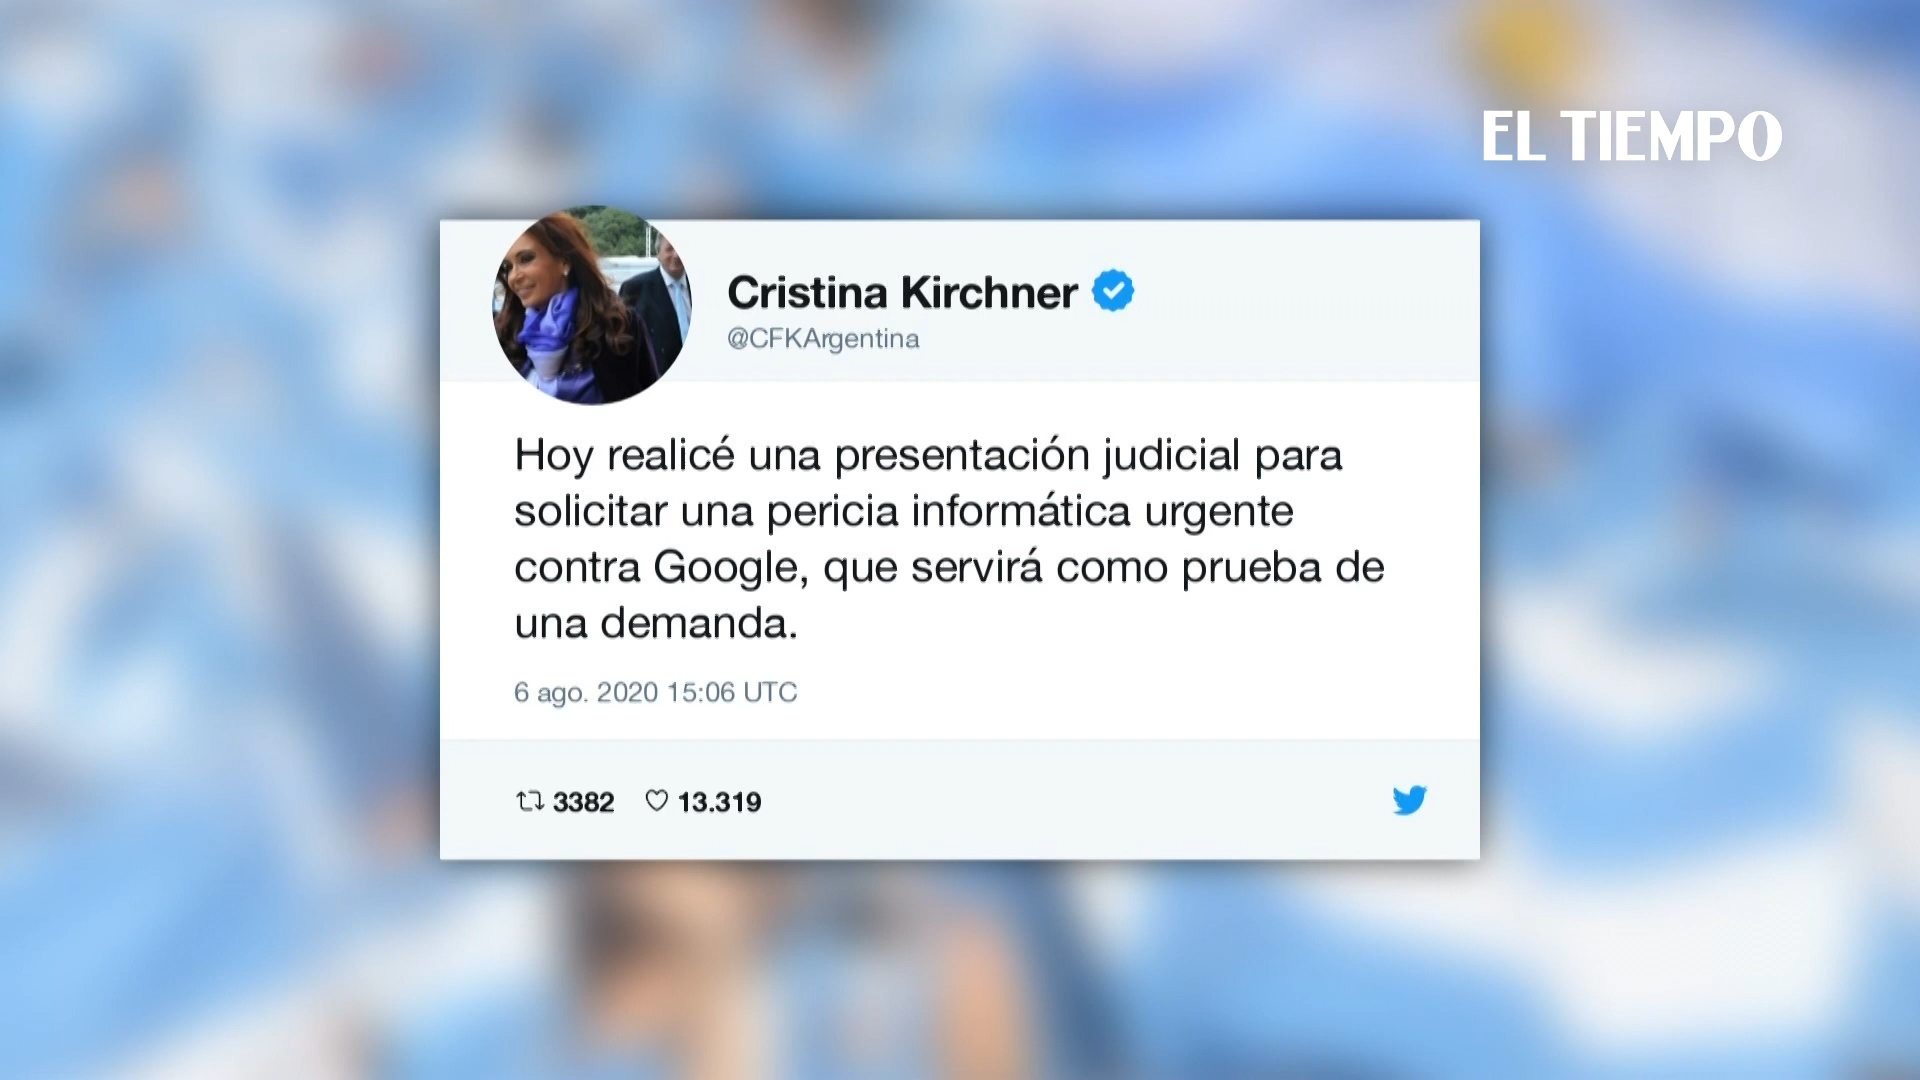 EL TIEMPO
Cristina Kirchner
@CFKArgentina
Hoy realicé una presentación judicial para
solicitar una pericia informática urgente
contra Google, que servirá como prueba de
una demanda.
6 ago. 2020 15:06 UTC
3382 13.319